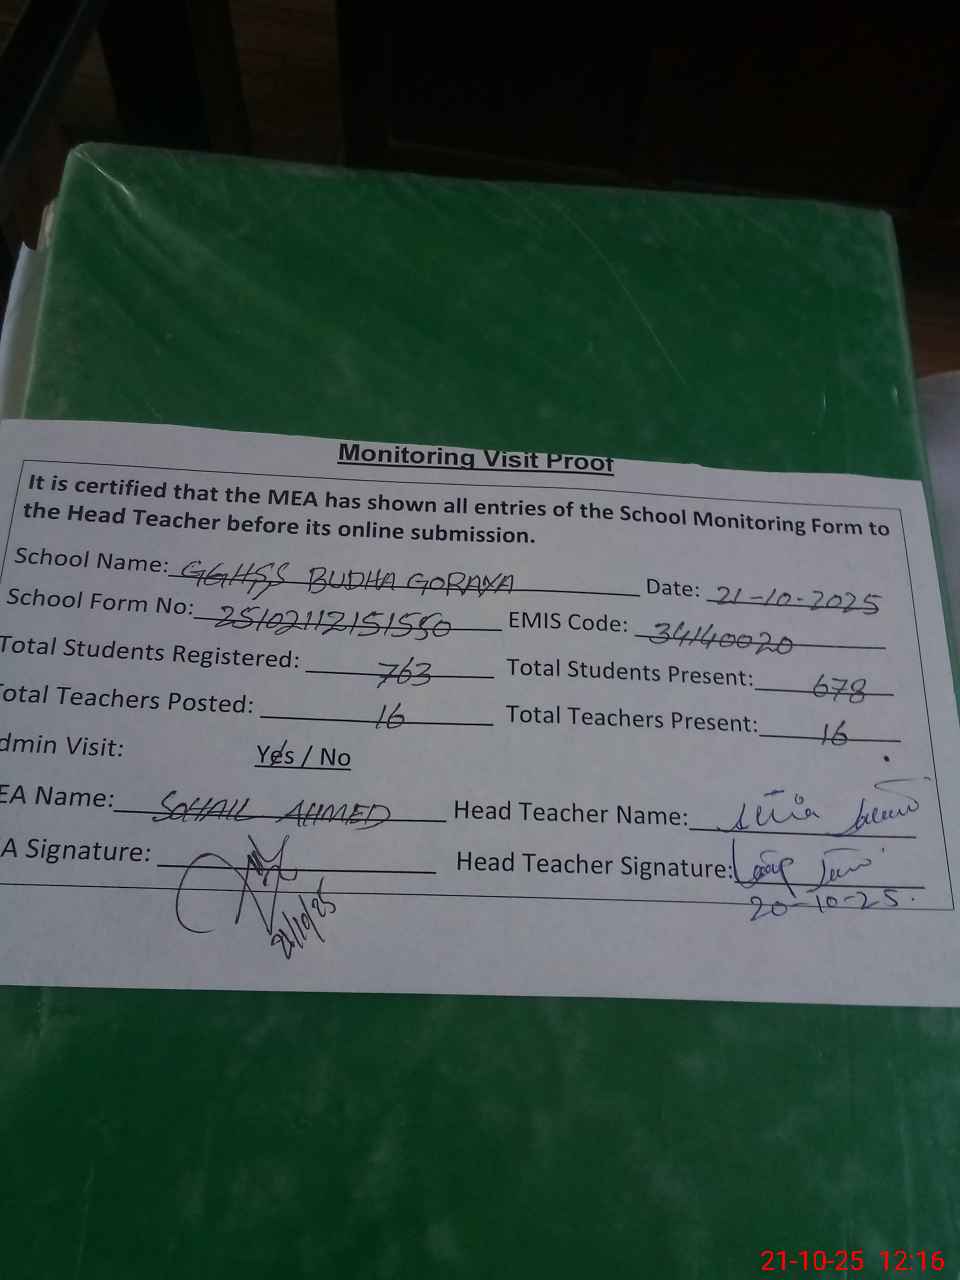 Monitoring Visit Proof
It is certified that the MEA has shown all entries of the School Monitoring Form to
the Head Teacher before its online submission.
School Name: GGHSS BUDHA GORAYA Date: 21-10-2025
School Form No: 25102112151550 EMIS Code: 34140020
Total Students Registered: 763 Total Students Present: 678
otal Teachers Posted: 16 Total Teachers Present: 16
dmin Visit: Yes / No
EA Name: SOHAIL AHMED Head Teacher Name:
A Signature: Head Teacher Signature:
21/10/25 20-10-25.
21-10-25 12:16